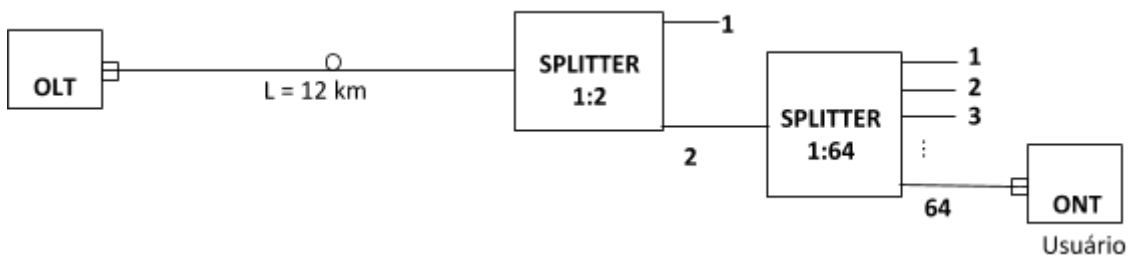 OLT
L = 12 km
SPLITTER
1:2
1
2
SPLITTER
1:64
1
2
3
64
ONT
Usuário